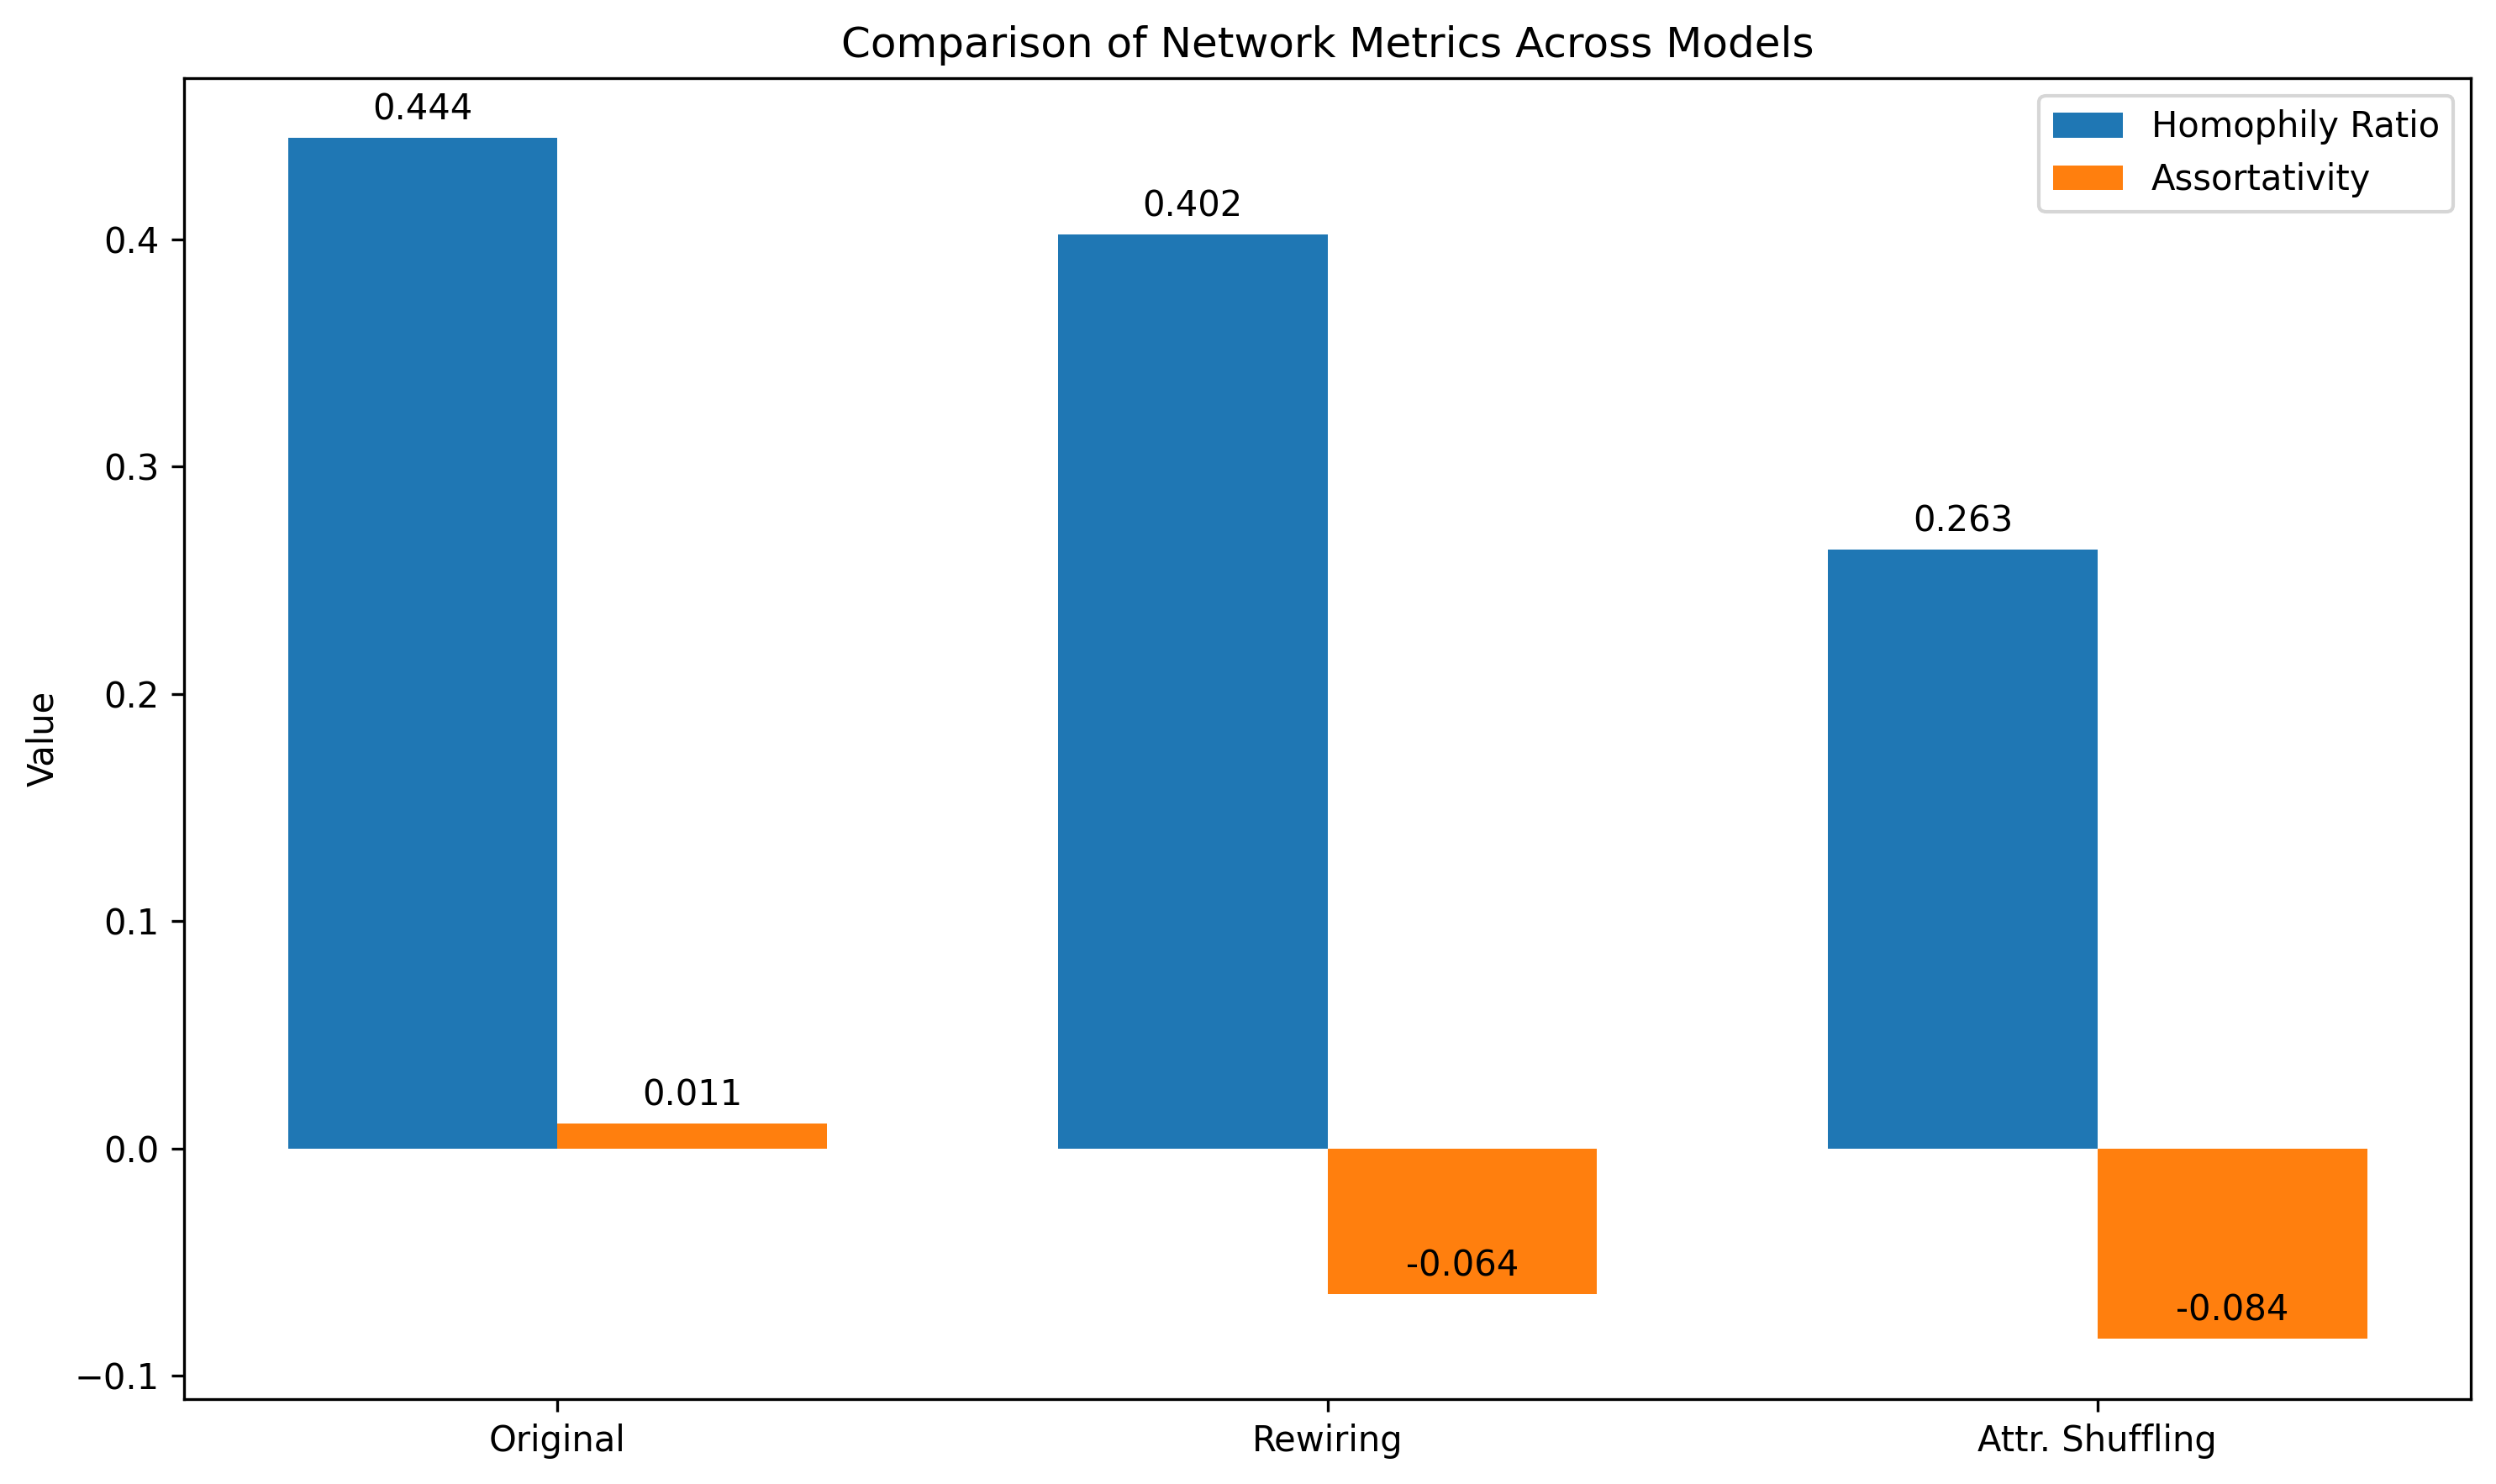 Comparison of Network Metrics Across Models
Homophily Ratio
Assortativity
0.444
0.402
0.263
0.011
-0.064
-0.084
Value
0.4
0.3
0.2
0.1
0.0
−0.1
Original
Rewiring
Attr. Shuffling